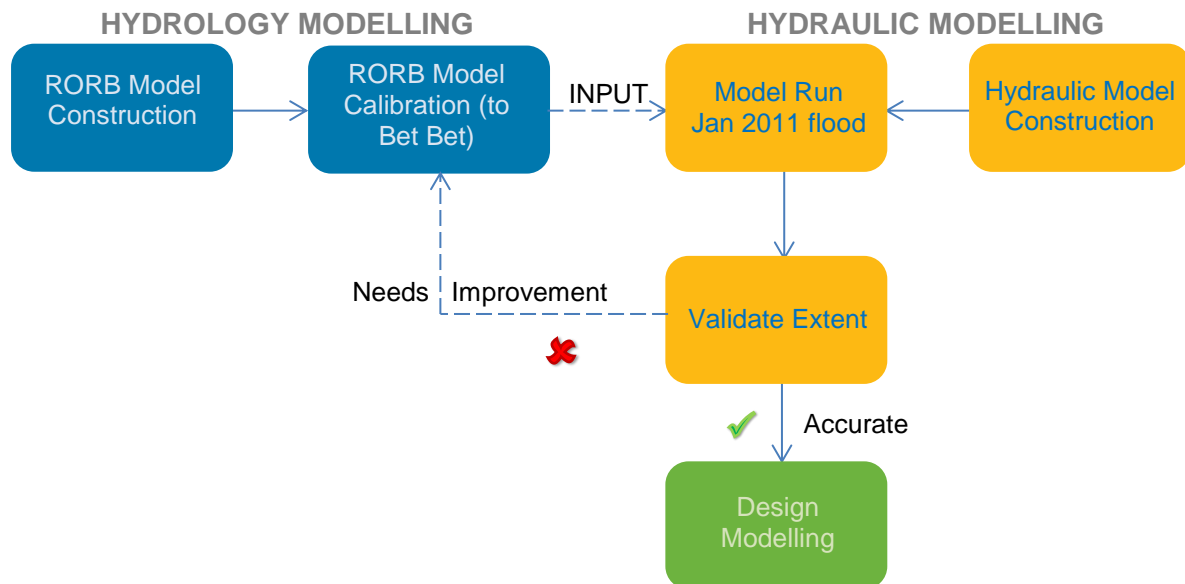 HYDROLOGY MODELLING
HYDRAULIC MODELLING
RORB Model
Construction
RORB Model
Calibration (to
Bet Bet)
INPUT
Model Run
Jan 2011 flood
Hydraulic Model
Construction
Needs Improvement
Validate Extent
Accurate
Design
Modelling